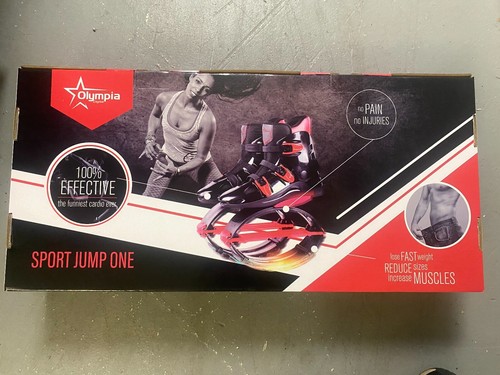 Olympia
no PAIN
no INJURIES
100%
EFFECTIVE
the funniest cardio ever
SPORT JUMP ONE
lose FAST weight
REDUCE sizes
increase MUSCLES